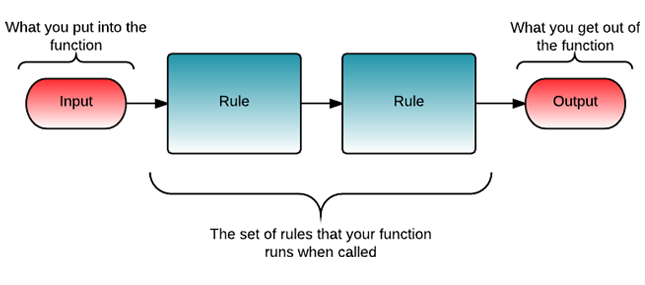 What you put into the
function
What you get out of
the function
Input
Rule
Rule
Output
The set of rules that your function
runs when called